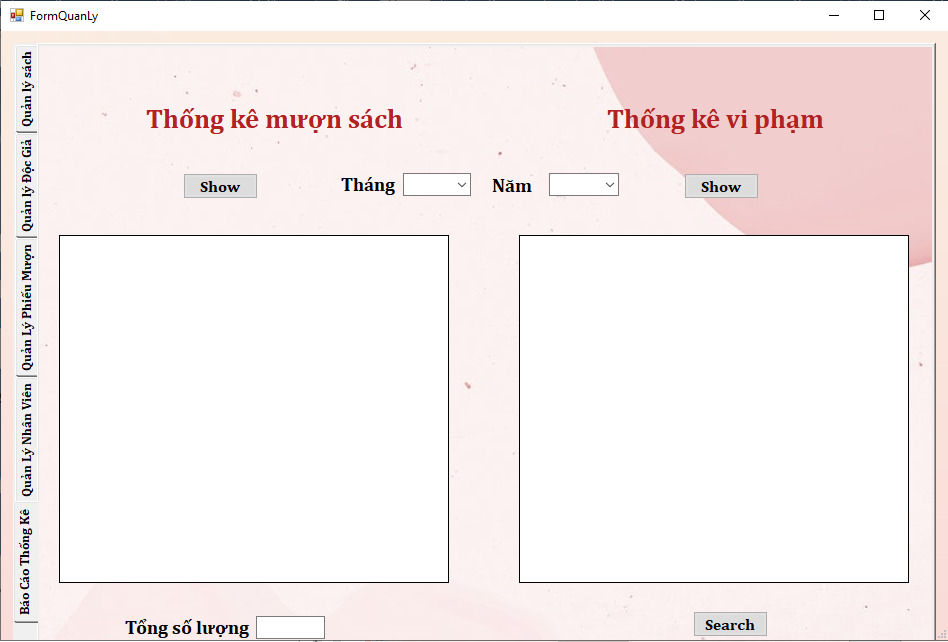 FormQuanLy
Quản lý sách
Quản lý Độc Giả
Quản Lý Phiếu Mượn
Quản Lý Nhân Viên
Báo Cáo Thống Kê
Thống kê mượn sách
Thống kê vi phạm
Show
Tháng
Năm
Show
Tổng số lượng
Search